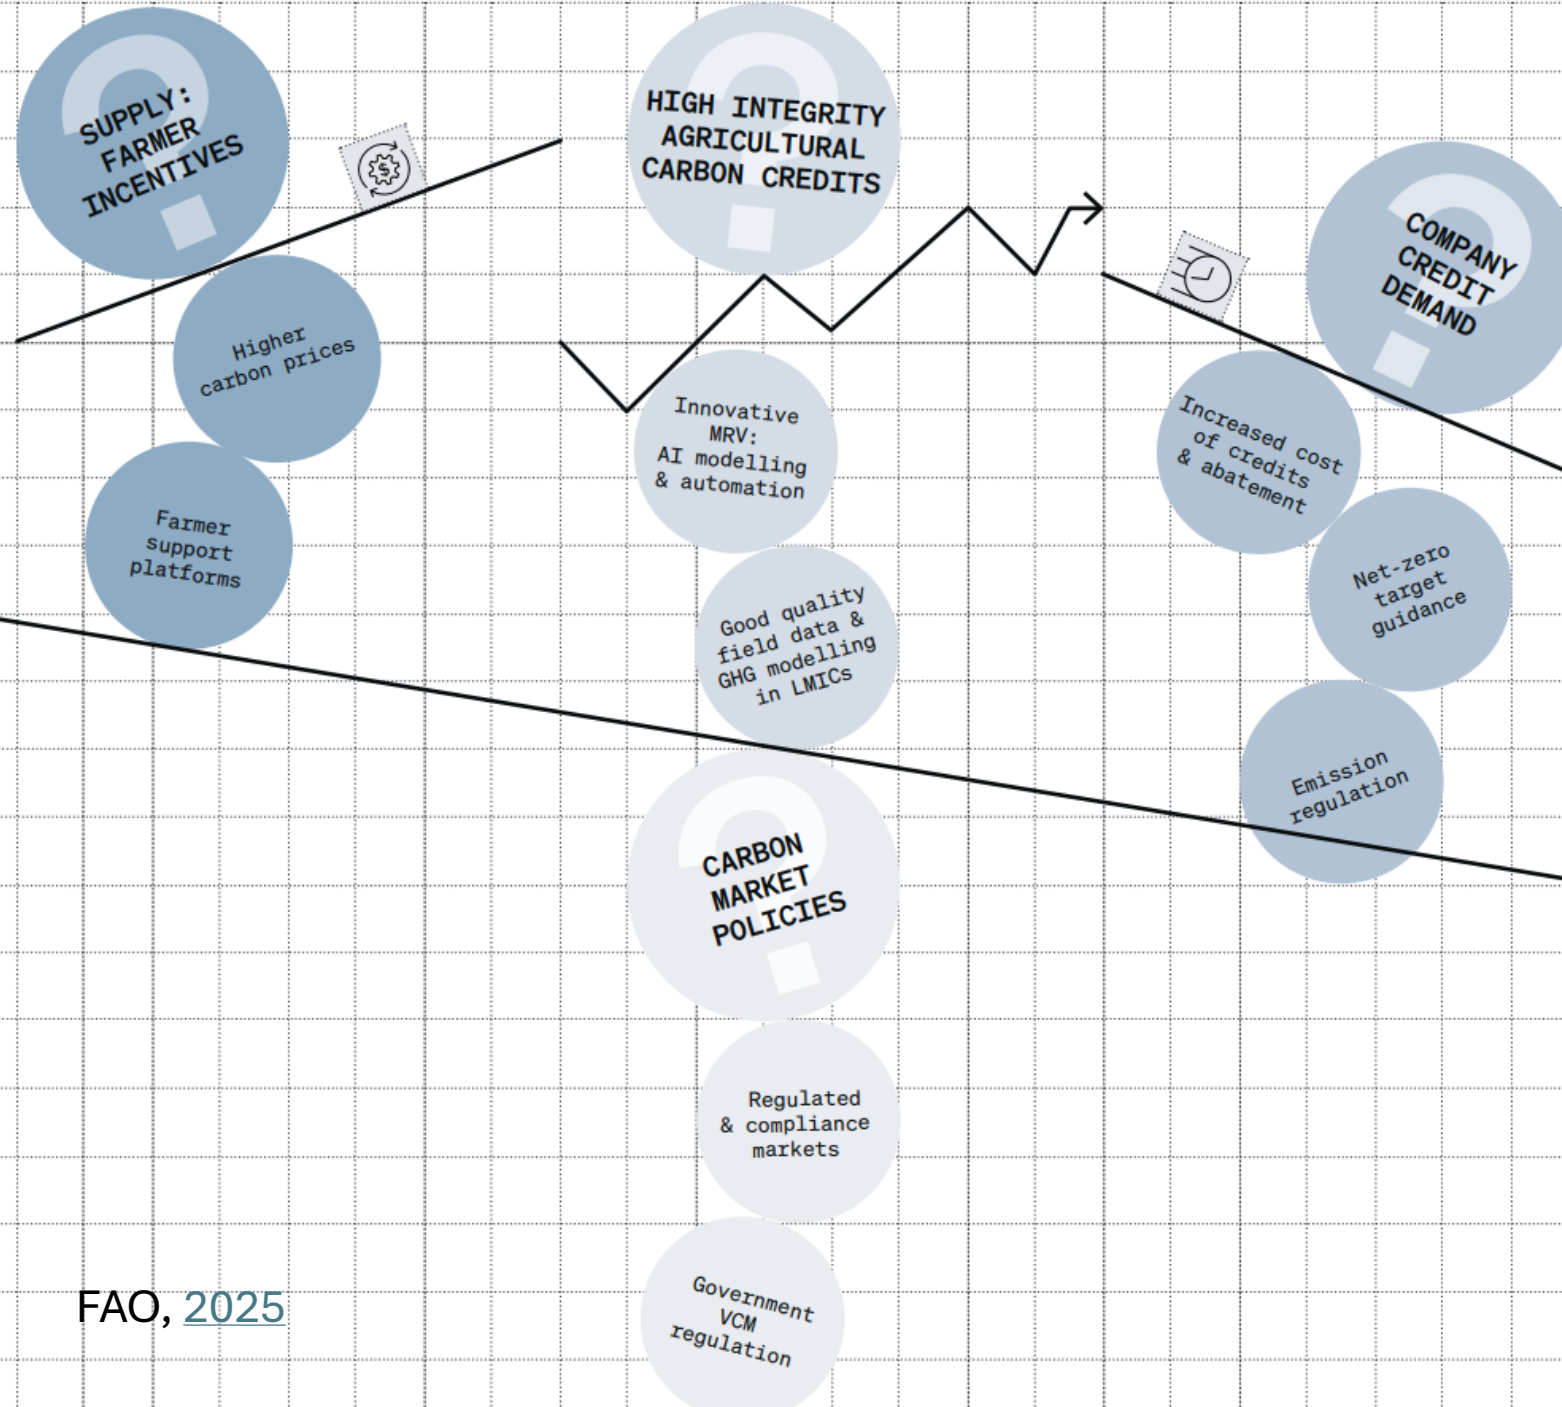 SUPPLY:
FARMER
INCENTIVES
Higher
carbon prices
Farmer
support
platforms
HIGH INTEGRITY
AGRICULTURAL
CARBON CREDITS
Innovative
MRV:
AI modelling
& automation
Good quality
field data &
GHG modelling
in LMICs
COMPANY
CREDIT
DEMAND
Increased cost
of credits
& abatement
Net-zero
target
guidance
Emission
regulation
CARBON
MARKET
POLICIES
Regulated
& compliance
markets
Government
VCM
regulation
FAO, 2025